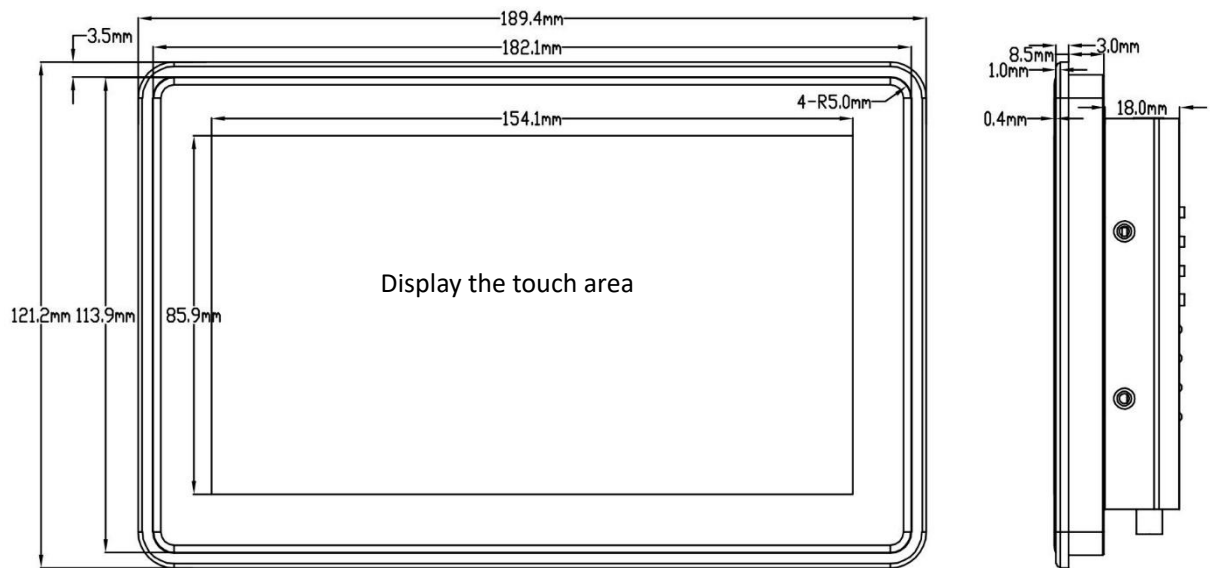 189.4mm
3.5mm
182.1mm
3.0mm
8.5mm
1.0mm
4-R5.0mm
154.1mm
18.0mm
0.4mm
Display the touch area
121.2mm 113.9mm 85.9mm